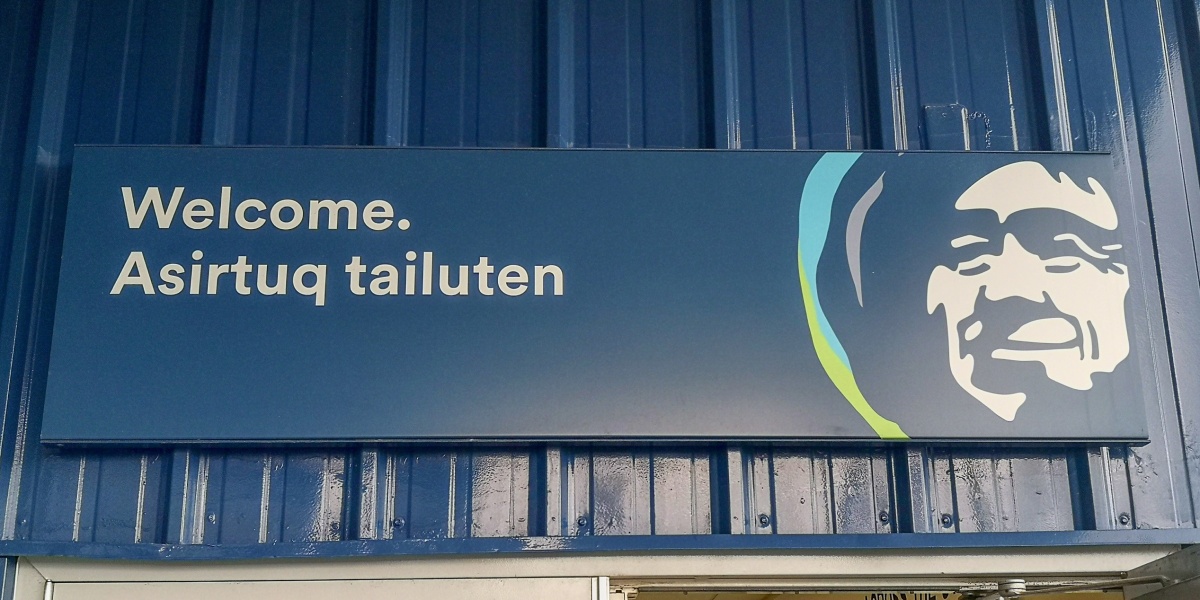 Welcome.
Asirtuq tailuten